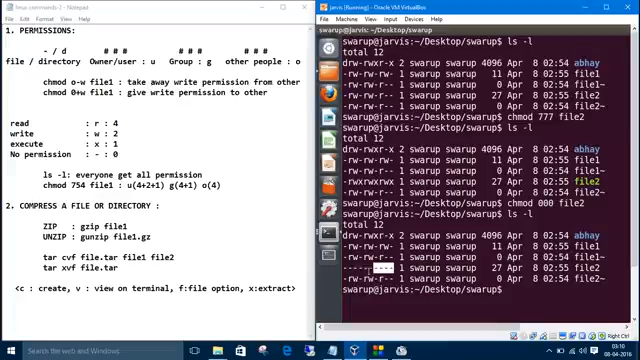 linux commands-2 - Notepad
File Edit Format View Help
1. PERMISSIONS:
- / d # # # # # # # # #
file / directory Owner/user : u Group : g other people : o
chmod o-w file1 : take away write permission from other
chmod 0+w file1 : give write permission to other
read : r : 4
write : w : 2
execute : x : 1
No permission : - : 0
ls -l: everyone get all permission
chmod 754 file1 : u(4+2+1) g(4+1) o(4)
2. COMPRESS A FILE OR DIRECTORY :
ZIP : gzip file1
UNZIP : gunzip file1.gz
tar cvf file.tar file1 file2
tar xvf file.tar
<c : create, v : view on terminal, f:file option, x:extract>
jarvis [Running] - Oracle VM VirtualBox
File Machine View Input Devices Help
swarup@jarvis: ~/Desktop/swarup
swarup@jarvis:~/Desktop/swarup$ ls -l
total 12
drw-rwxr-x 2 swarup swarup 4096 Apr 8 02:54 abhay
-rw-rw-rw- 1 swarup swarup 11 Apr 8 02:55 file1
-rw-rw-r-- 1 swarup swarup 0 Apr 8 02:54 file1~
-rw-rw-r-- 1 swarup swarup 27 Apr 8 02:55 file2
-rw-rw-r-- 1 swarup swarup 0 Apr 8 02:54 file2~
swarup@jarvis:~/Desktop/swarup$ chmod 777 file2
swarup@jarvis:~/Desktop/swarup$ ls -l
total 12
drw-rwxr-x 2 swarup swarup 4096 Apr 8 02:54 abhay
-rw-rw-rw- 1 swarup swarup 11 Apr 8 02:55 file1
-rw-rw-r-- 1 swarup swarup 0 Apr 8 02:54 file1~
-rwxrwxrwx 1 swarup swarup 27 Apr 8 02:55 file2
-rw-rw-r-- 1 swarup swarup 0 Apr 8 02:54 file2~
swarup@jarvis:~/Desktop/swarup$ chmod 000 file2
swarup@jarvis:~/Desktop/swarup$ ls -l
total 12
drw-rwxr-x 2 swarup swarup 4096 Apr 8 02:54 abhay
-rw-rw-rw- 1 swarup swarup 11 Apr 8 02:55 file1
-rw-rw-r-- 1 swarup swarup 0 Apr 8 02:54 file1~
---------- 1 swarup swarup 27 Apr 8 02:55 file2
-rw-rw-r-- 1 swarup swarup 0 Apr 8 02:54 file2~
swarup@jarvis:~/Desktop/swarup$
Right Ctrl
Search the web and Windows
03:10
08-04-2016